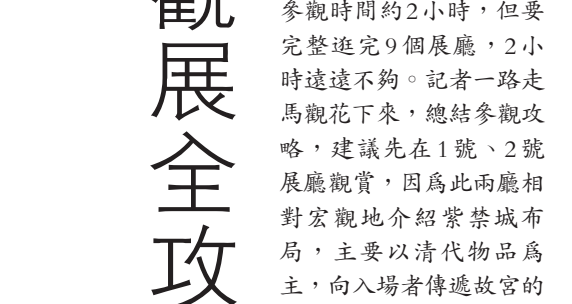 觀展全攻
參觀時間約2小時，但要
完整逛完9個展廳，2小
時遠遠不夠。記者一路走
馬觀花下來，總結參觀攻
略，建議先在1號、2號
展廳觀賞，因爲此兩廳相
對宏觀地介紹紫禁城布
局，主要以清代物品爲
主，向入場者傳遞故宮的